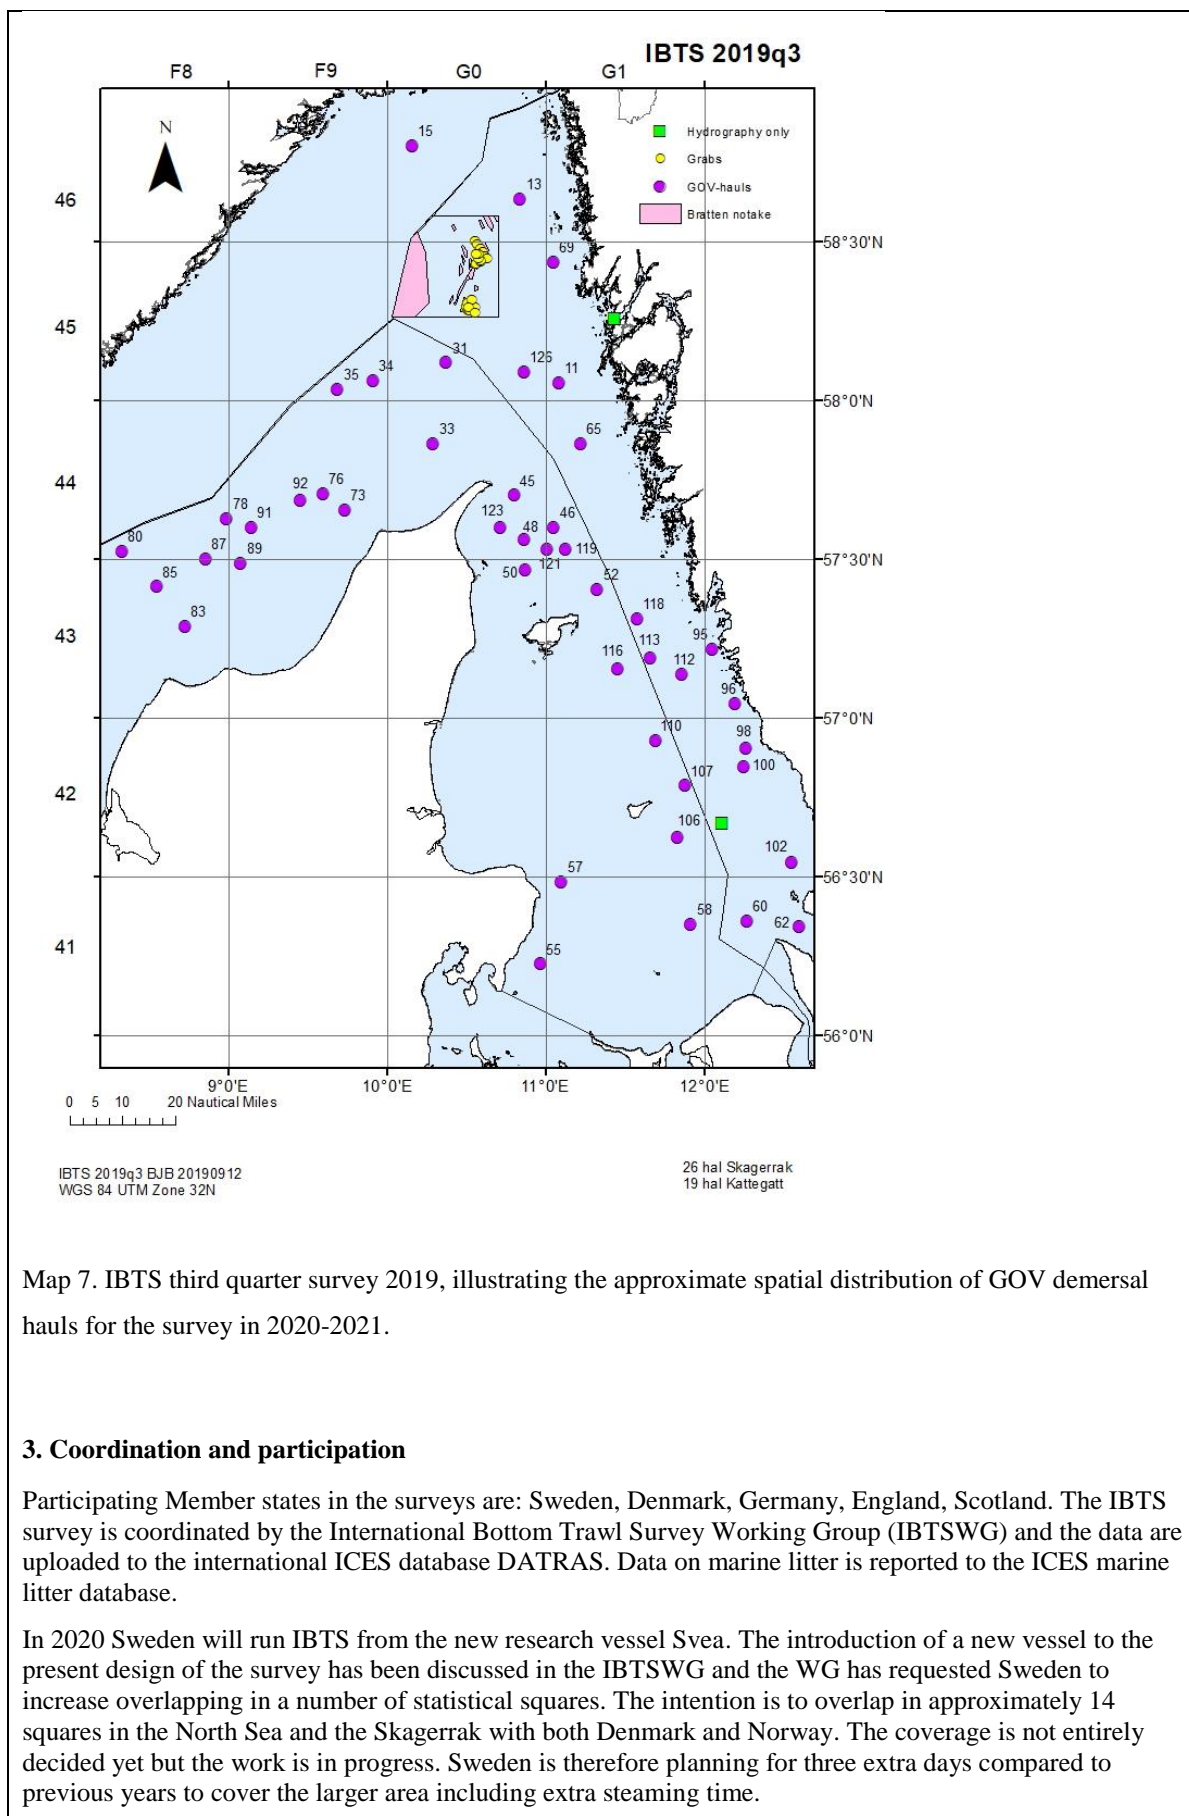 IBTS 2019q3
F8 F9 G0 G1
N
Hydrography only
Grabs
GOV-hauls
Bratten notake
15
13
46
58°30'N
69
45
31
126
11
34
35
58°0'N
33
65
44
45
76
92
73
78
91
123
48
46
80
87
89
121
119
57°30'N
85
50
52
83
118
43
95
116
113
112
96
57°0'N
110
98
100
107
42
106
102
57
56°30'N
58
60
62
41
55
56°0'N
9°0'E 10°0'E 11°0'E 12°0'E
0 5 10 20 Nautical Miles
IBTS 2019q3 BJB 20190912
WGS 84 UTM Zone 32N
26 hal Skagerrak
19 hal Kattegatt
Map 7. IBTS third quarter survey 2019, illustrating the approximate spatial distribution of GOV demersal
hauls for the survey in 2020-2021.
3. Coordination and participation
Participating Member states in the surveys are: Sweden, Denmark, Germany, England, Scotland. The IBTS
survey is coordinated by the International Bottom Trawl Survey Working Group (IBTSWG) and the data are
uploaded to the international ICES database DATRAS. Data on marine litter is reported to the ICES marine
litter database.
In 2020 Sweden will run IBTS from the new research vessel Svea. The introduction of a new vessel to the
present design of the survey has been discussed in the IBTSWG and the WG has requested Sweden to
increase overlapping in a number of statistical squares. The intention is to overlap in approximately 14
squares in the North Sea and the Skagerrak with both Denmark and Norway. The coverage is not entirely
decided yet but the work is in progress. Sweden is therefore planning for three extra days compared to
previous years to cover the larger area including extra steaming time.